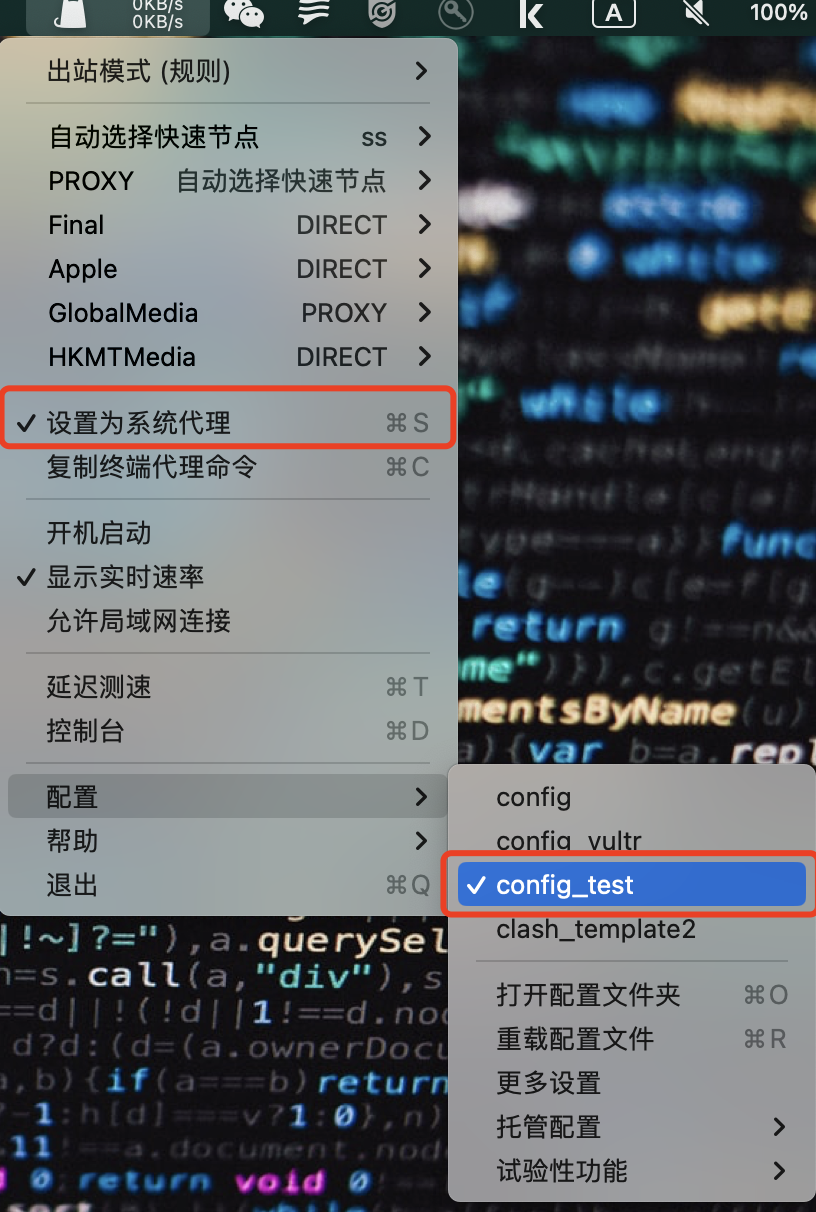 0KB/s
0KB/s
A
100%
出站模式 (规则)
自动选择快速节点 ss
PROXY 自动选择快速节点
Final DIRECT
Apple DIRECT
GlobalMedia PROXY
HKMTMedia DIRECT
✓ 设置为系统代理 ⌘ S
复制终端代理命令 ⌘ C
开机启动
✓ 显示实时速率
允许局域网连接
延迟测速 ⌘ T
控制台 ⌘ D
配置
帮助
退出 ⌘ Q
config
config_vultr
✓ config_test
clash_template2
打开配置文件夹 ⌘ O
重载配置文件 ⌘ R
更多设置
托管配置
试验性功能
while
return g!==n&&
me")}),c.getEl
mentsByName(u)
a){var b=a.repl
|!~]?="),a.querySel
n=s.call(a,"div"),s
==d||!(!d||1!==d.nod
d?d:(d=(a.ownerDocu
a,b){if(a===b)return
?-1:h[d]===v?1:0},n)
11!==a.document.node
0;return void 0